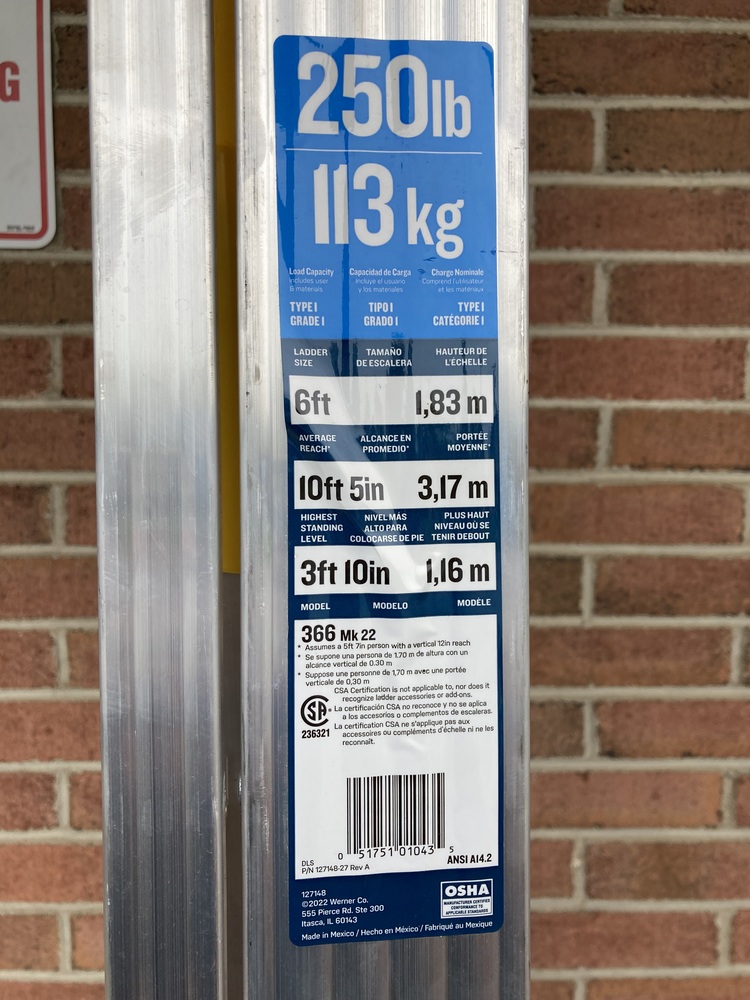 G
250lb
113 kg
Load Capacity Capacidad de Carga Charge Nominale
includes user incluye el usuario Comprend l'utilisateur
& materials y los materiales et les matériaux
TYPE I TIPO I TYPE I
GRADE I GRADO I CATÉGORIE I
LADDER TAMAÑO HAUTEUR DE
SIZE DE ESCALERA L'ÉCHELLE
6ft 1,83 m
AVERAGE ALCANCE EN PORTÉE
REACH* PROMEDIO* MOYENNE*
10ft 5in 3,17 m
HIGHEST NIVEL MÁS PLUS HAUT
STANDING ALTO PARA NIVEAU OÙ SE
LEVEL COLOCARSE DE PIE TENIR DEBOUT
3ft 10in 1,16 m
MODEL MODELO MODÈLE
366 Mk 22
* Assumes a 5ft 7in person with a vertical 12in reach
* Se supone una persona de 1.70 m de altura con un
alcance vertical de 0.30 m
* Suppose une personne de 1,70 m avec une portée
verticale de 0,30 m
CSA Certification is not applicable to, nor does it
recognize ladder accessories or add-ons.
La certificación CSA no reconoce y no se aplica
a los accesorios o complementos de escaleras.
La certification CSA ne s'applique pas aux
accessoires ou compléments d'échelle ni ne les
reconnaît.
SA
236321
0 51751 01043 5
DLS
P/N 127148-27 Rev A
ANSI A14.2
127148
©2022 Werner Co.
555 Pierce Rd. Ste 300
Itasca, IL 60143
OSHA
MANUFACTURER CERTIFIED
CONFORMANCE TO
APPLICABLE STANDARDS
Made in Mexico / Hecho en México / Fabriqué au Mexique